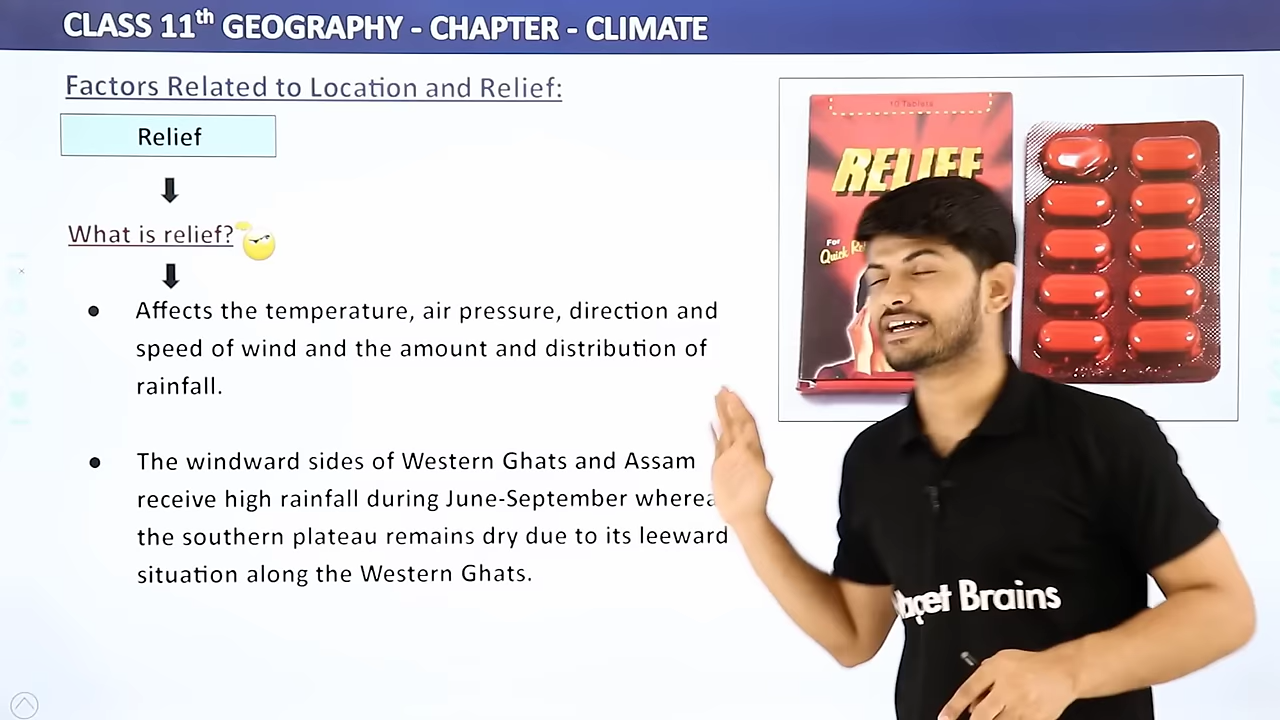 CLASS 11th GEOGRAPHY - CHAPTER - CLIMATE
Factors Related to Location and Relief:
Relief
What is relief?
• Affects the temperature, air pressure, direction and
speed of wind and the amount and distribution of
rainfall.
• The windward sides of Western Ghats and Assam
receive high rainfall during June-September
the southern plateau remains dry due to its leeward
situation along the Western Ghats.
10 Tablets
RELIEF
For
Quick
Brains